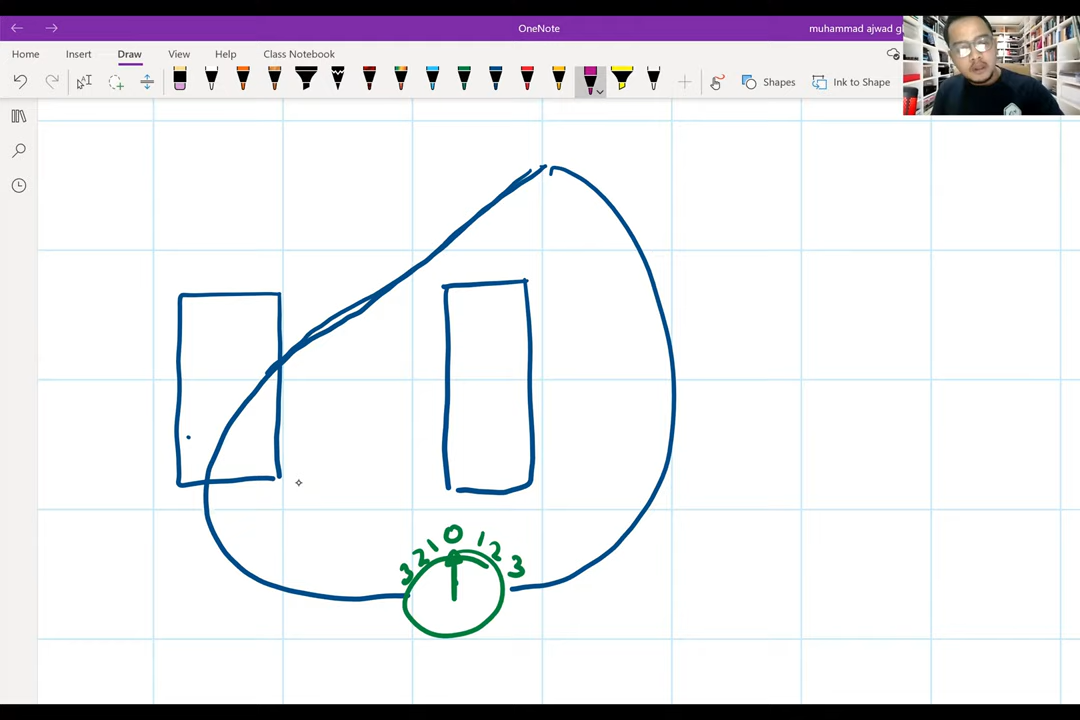 OneNote
muhammad ajwad g
Home Insert Draw View Help Class Notebook
Shapes Ink to Shape
3 2 1 0 1 2 3